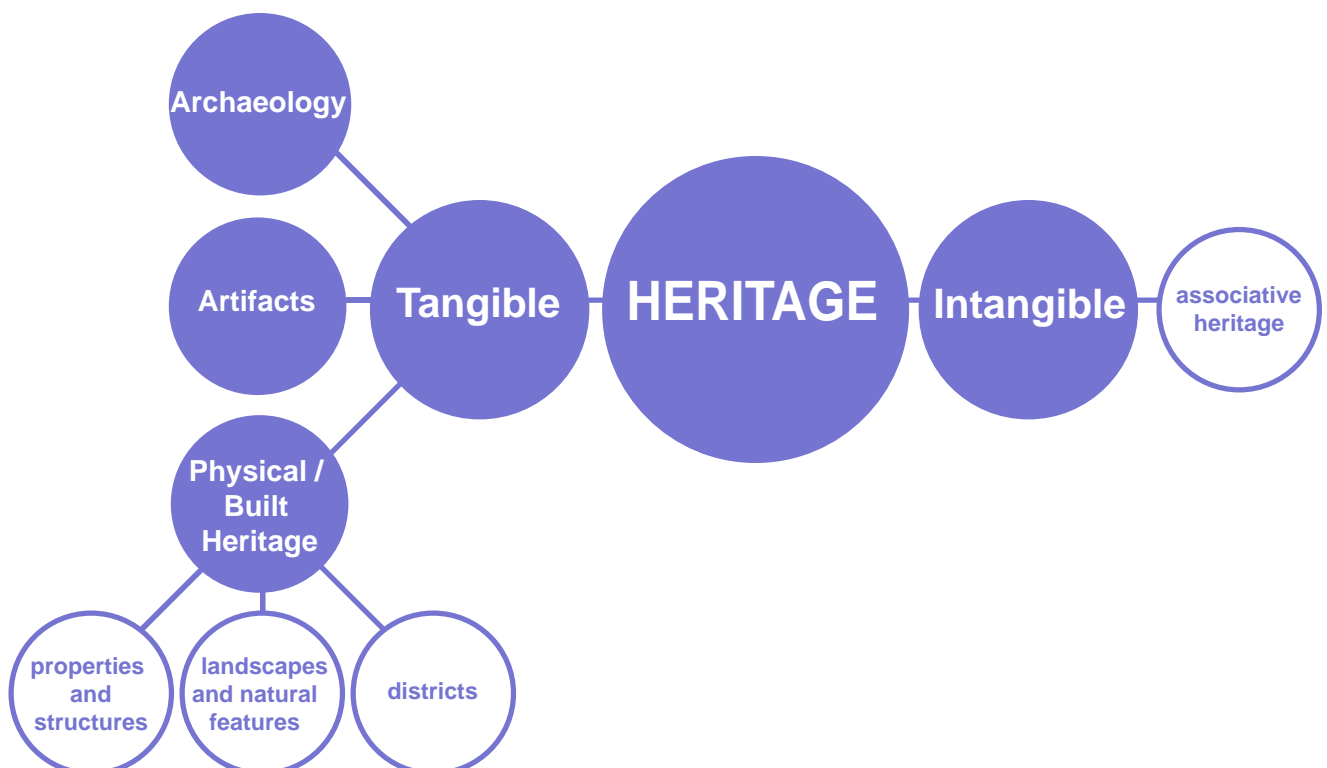 Archaeology
Artifacts
Tangible
HERITAGE
Intangible
associative
heritage
Physical /
Built
Heritage
properties
and
structures
landscapes
and natural
features
districts